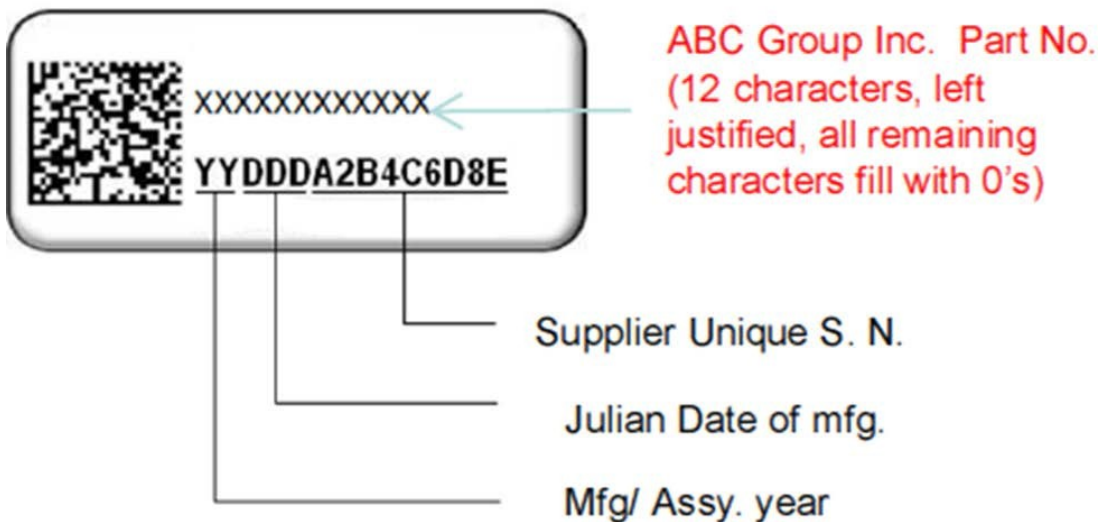 XXXXXXXXXXXX
YYDDDA2B4C6D8E
ABC Group Inc. Part No.
(12 characters, left
justified, all remaining
characters fill with 0's)
Supplier Unique S. N.
Julian Date of mfg.
Mfg/ Assy. year